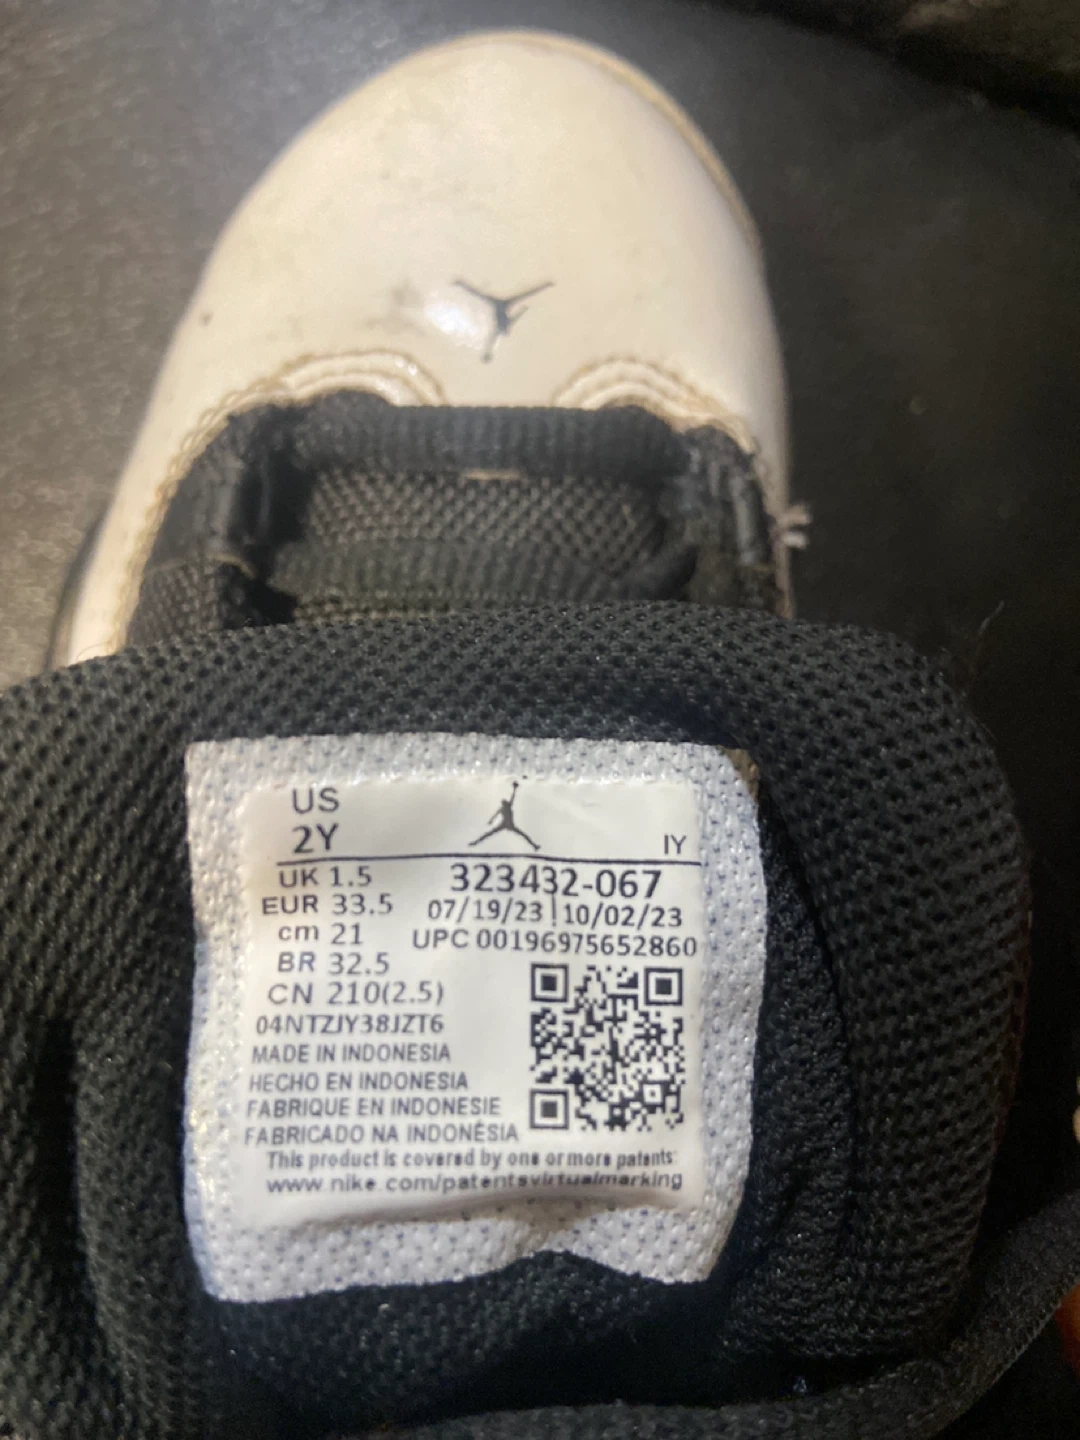 US
2Y
IY
UK 1.5
323432-067
EUR 33.5
07/19/23 | 10/02/23
cm 21
UPC 00196975652860
BR 32.5
CN 210(2.5)
04NTZJY38JZT6
MADE IN INDONESIA
HECHO EN INDONESIA
FABRIQUE EN INDONESIE
FABRICADO NA INDONÉSIA
This product is covered by one or more patents
www.nike.com/patentsvirtualmarking